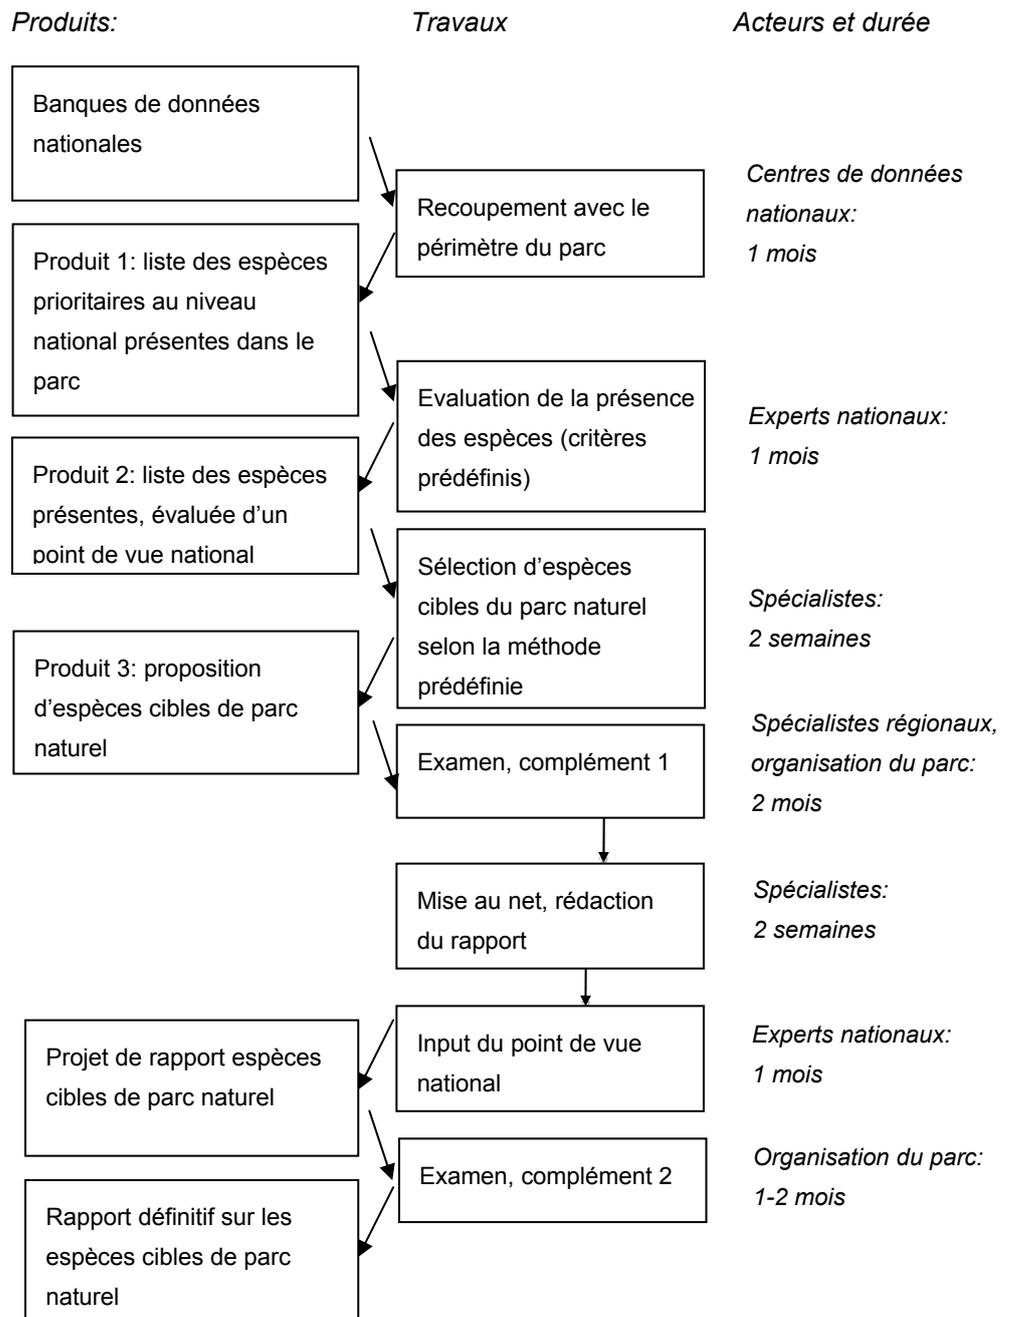 Produits:
Travaux
Acteurs et durée
Banques de données
nationales
Recoupement avec le
périmètre du parc
Centres de données
nationaux:
1 mois
Produit 1: liste des espèces
prioritaires au niveau
national présentes dans le
parc
Evaluation de la présence
des espèces (critères
prédéfinis)
Experts nationaux:
1 mois
Produit 2: liste des espèces
présentes, évaluée d’un
point de vue national
Sélection d’espèces
cibles du parc naturel
selon la méthode
prédéfinie
Spécialistes:
2 semaines
Produit 3: proposition
d’espèces cibles de parc
naturel
Examen, complément 1
Spécialistes régionaux,
organisation du parc:
2 mois
Mise au net, rédaction
du rapport
Spécialistes:
2 semaines
Input du point de vue
national
Experts nationaux:
1 mois
Projet de rapport espèces
cibles de parc naturel
Examen, complément 2
Organisation du parc:
1-2 mois
Rapport définitif sur les
espèces cibles de parc
naturel